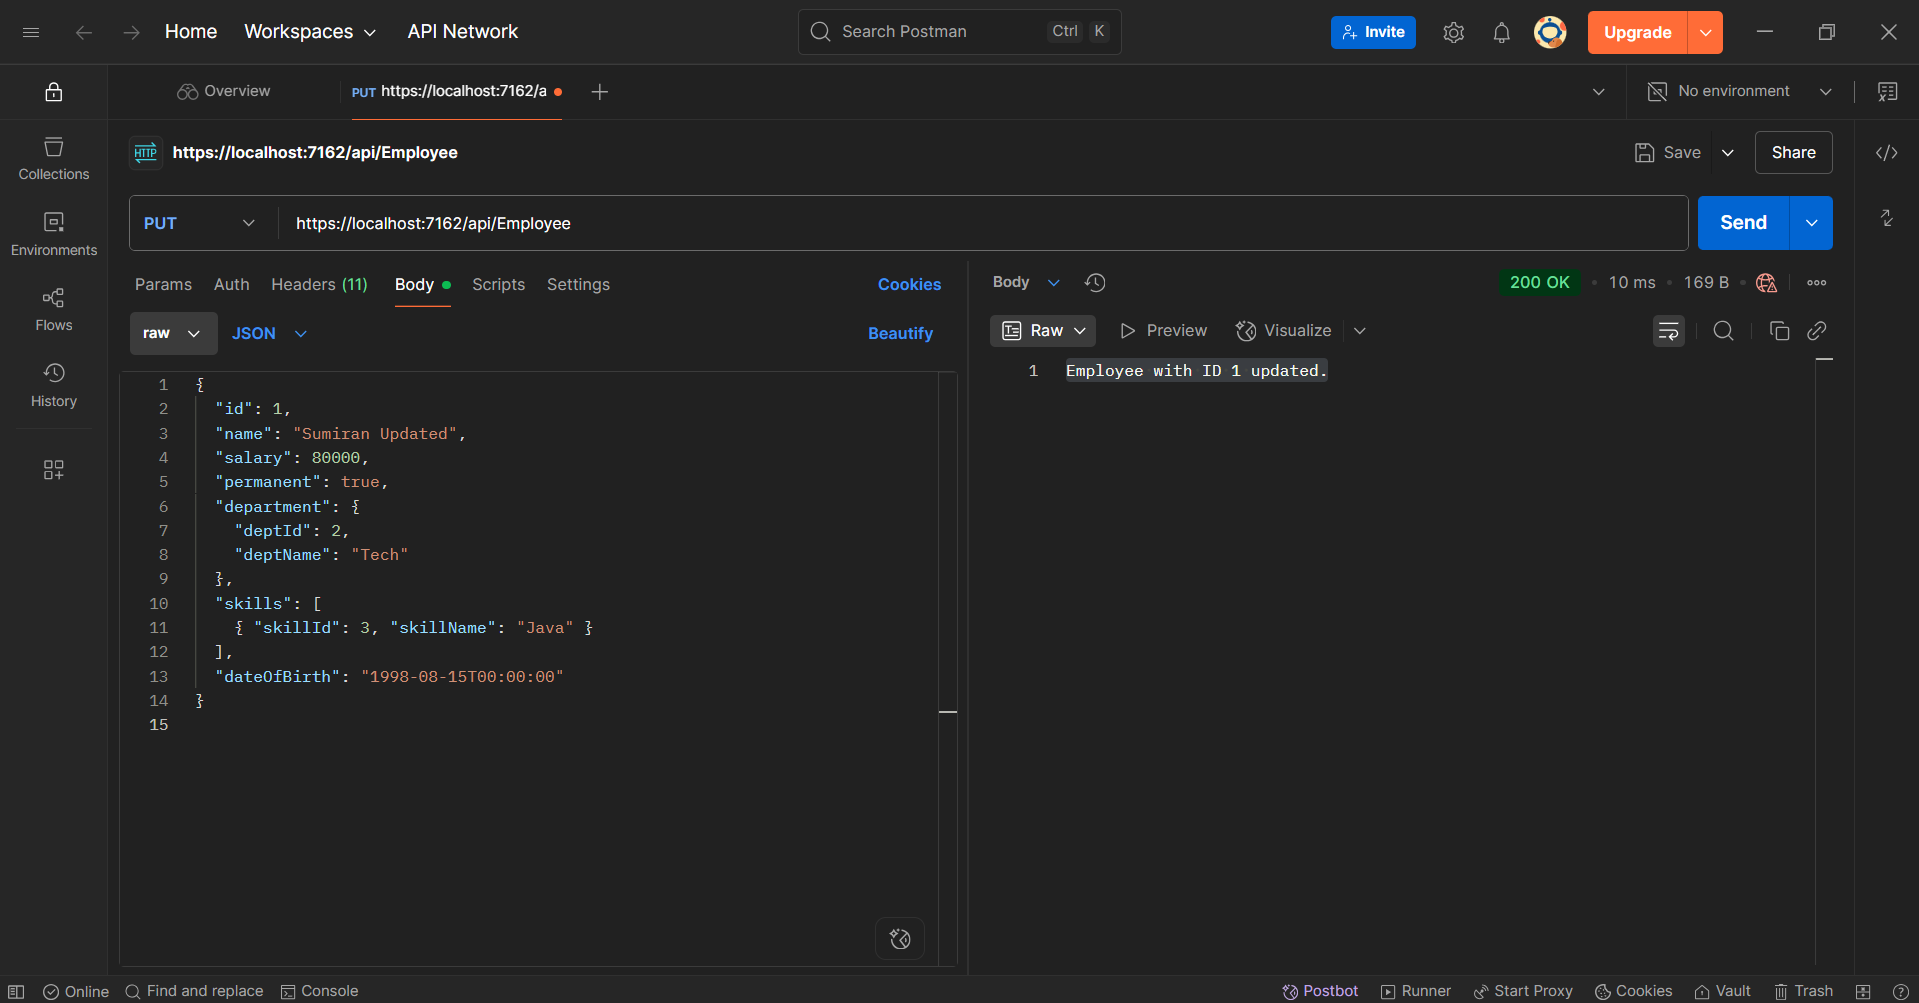 Home Workspaces API Network Search Postman Ctrl K Invite Upgrade
Overview PUT https://localhost:7162/a No environment
HTTP https://localhost:7162/api/Employee Save Share
Collections
Environments
Flows
History
PUT https://localhost:7162/api/Employee Send
Params Auth Headers (11) Body Scripts Settings Cookies
raw JSON Beautify
1 {
2 "id": 1,
3 "name": "Sumiran Updated",
4 "salary": 80000,
5 "permanent": true,
6 "department": {
7 "deptId": 2,
8 "deptName": "Tech"
9 },
10 "skills": [
11 { "skillId": 3, "skillName": "Java" }
12 ],
13 "dateOfBirth": "1998-08-15T00:00:00"
14 }
15
Body 200 OK • 10 ms • 169 B •
Raw Preview Visualize
1 Employee with ID 1 updated.
Online Find and replace Console Postbot Runner Start Proxy Cookies Vault Trash